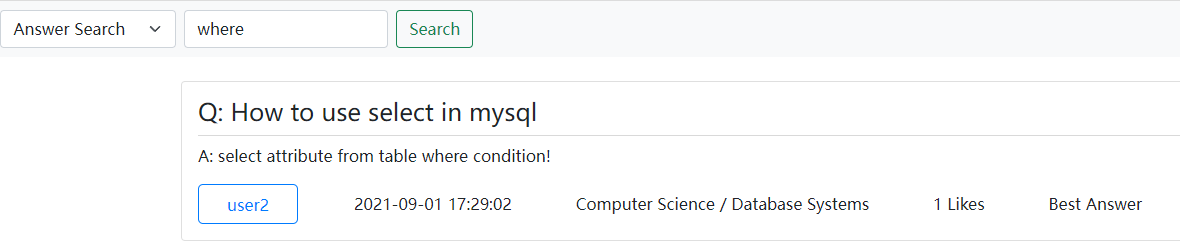 Answer Search where Search
Q: How to use select in mysql
A: select attribute from table where condition!
user2 2021-09-01 17:29:02 Computer Science / Database Systems 1 Likes Best Answer